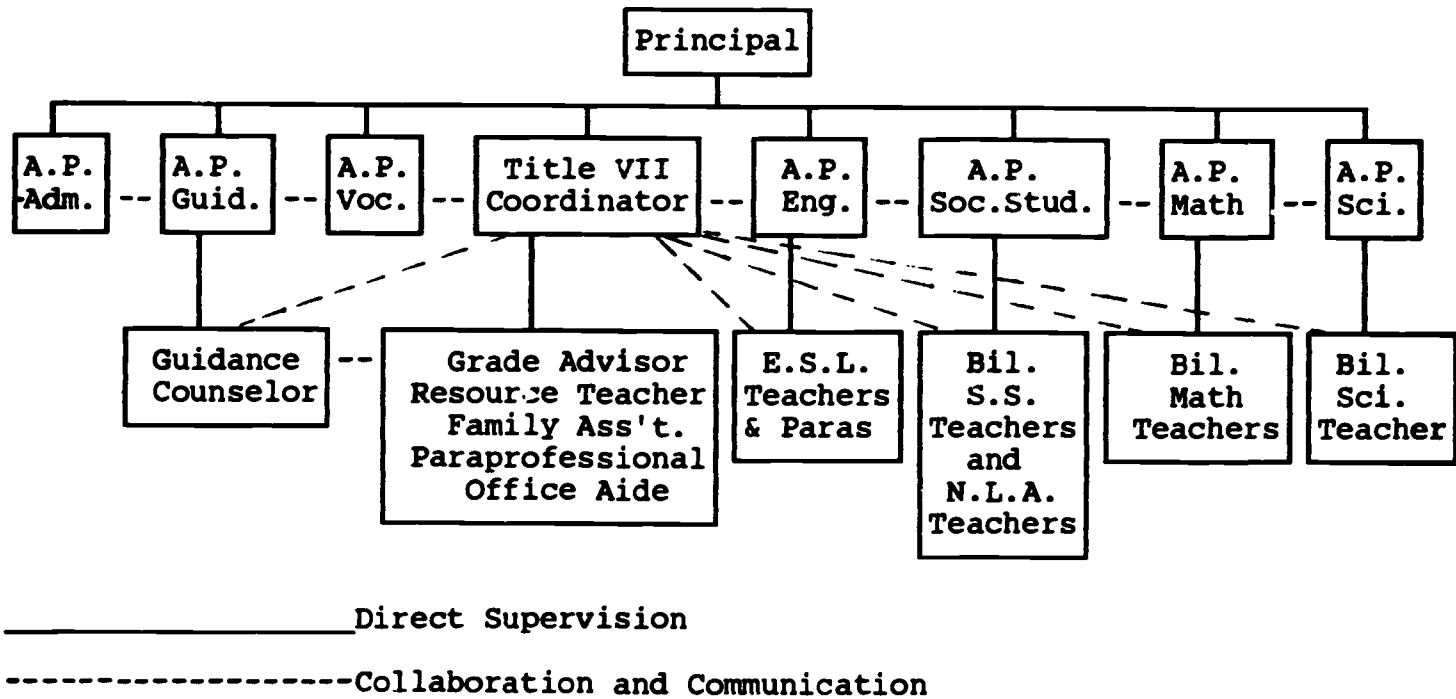 Principal
A.P.
Adm.
A.P.
Guid.
A.P.
Voc.
Title VII
Coordinator
A.P.
Eng.
A.P.
Soc.Stud.
A.P.
Math
A.P.
Sci.
Guidance
Counselor
Grade Advisor
Resource Teacher
Family Ass't.
Paraprofessional
Office Aide
E.S.L.
Teachers
& Paras
Bil.
S.S.
Teachers
and
N.L.A.
Teachers
Bil.
Math
Teachers
Bil.
Sci.
Teacher
Direct Supervision
Collaboration and Communication